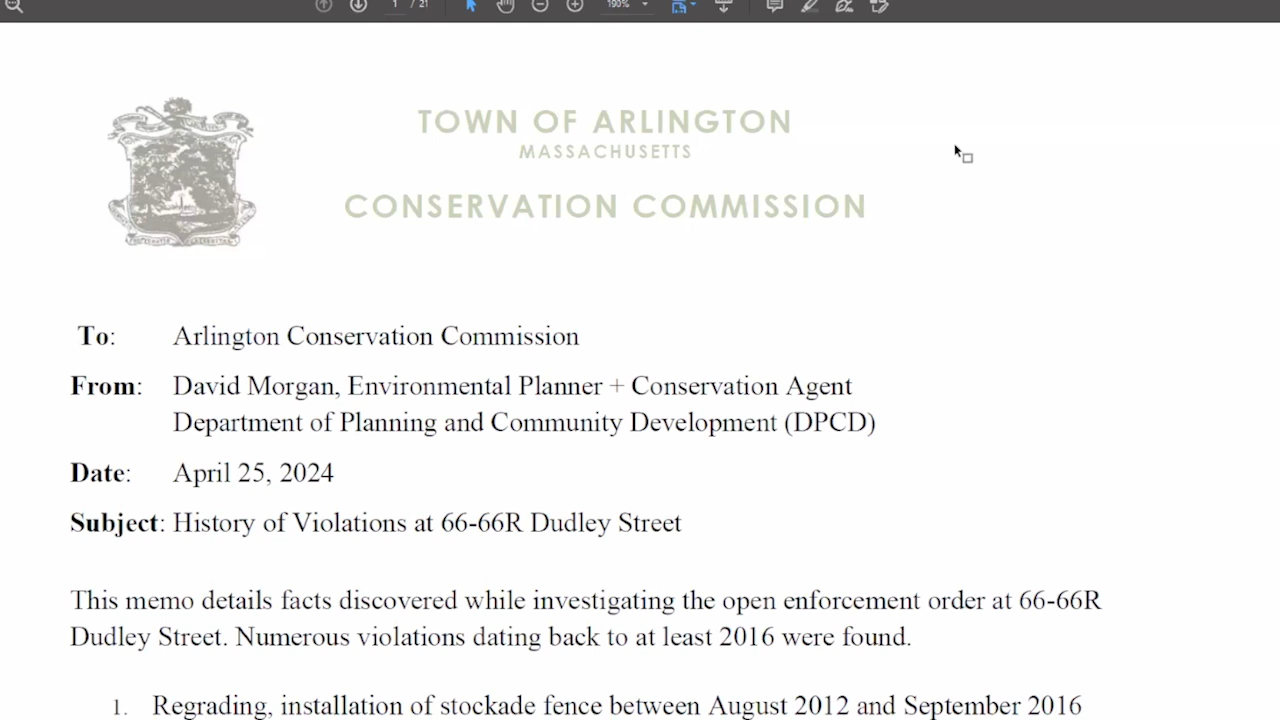 1 / 21
190%
TOWN OF ARLINGTON
MASSACHUSETTS
CONSERVATION COMMISSION
To: Arlington Conservation Commission
From: David Morgan, Environmental Planner + Conservation Agent
Department of Planning and Community Development (DPCD)
Date: April 25, 2024
Subject: History of Violations at 66-66R Dudley Street
This memo details facts discovered while investigating the open enforcement order at 66-66R
Dudley Street. Numerous violations dating back to at least 2016 were found.
1. Regrading, installation of stockade fence between August 2012 and September 2016